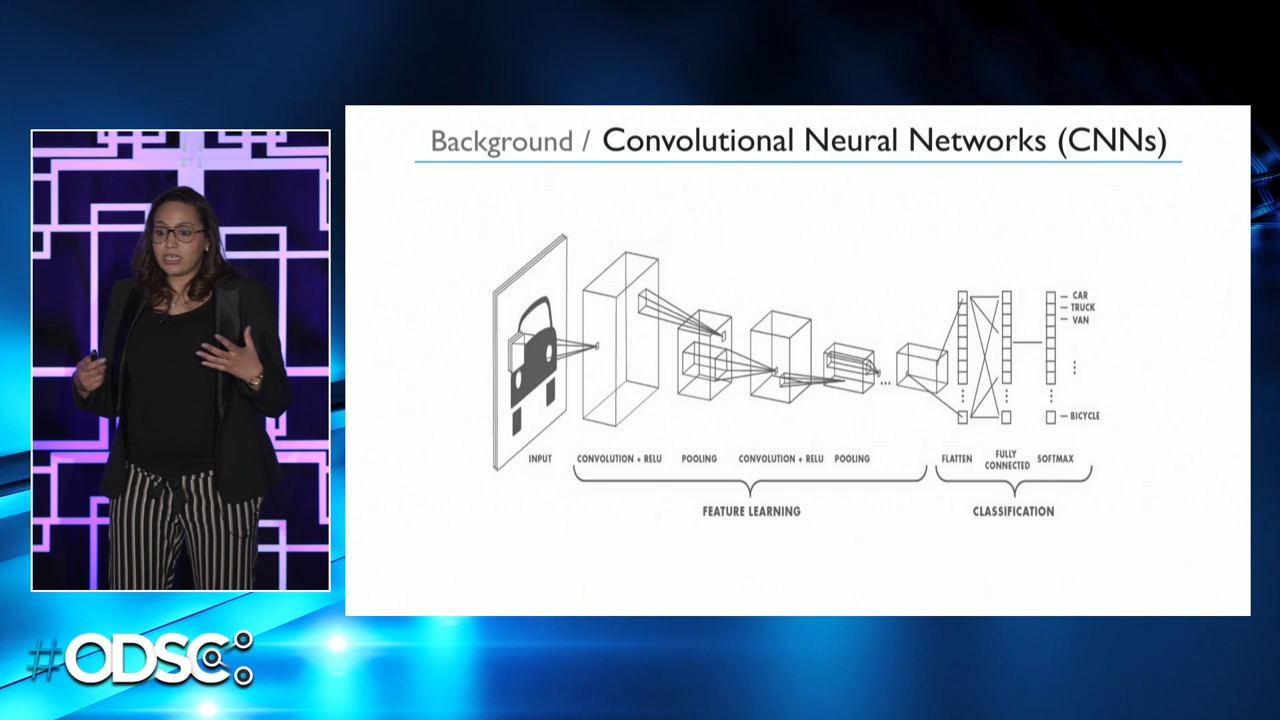 Background / Convolutional Neural Networks (CNNs)
CAR
TRUCK
VAN
BICYCLE
INPUT
CONVOLUTION + RELU
POOLING
CONVOLUTION + RELU
POOLING
FLATTEN
FULLY
CONNECTED
SOFTMAX
FEATURE LEARNING
CLASSIFICATION
#ODSC